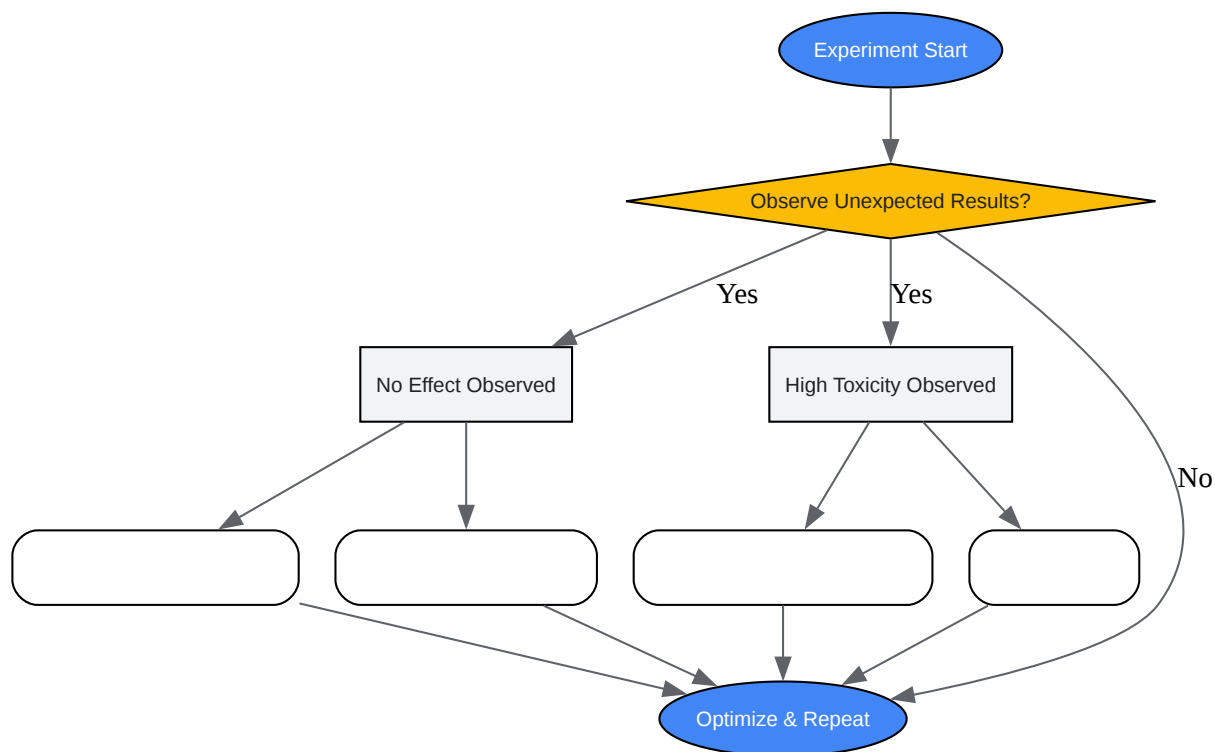 Experiment Start
Observe Unexpected Results?
Yes
Yes
No Effect Observed
High Toxicity Observed
No
Optimize & Repeat